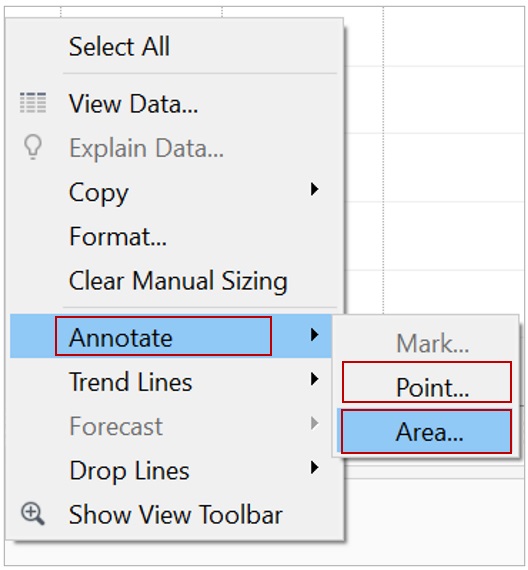 Select All
View Data...
Explain Data...
Copy
Format...
Clear Manual Sizing
Annotate
Mark...
Point...
Area...
Trend Lines
Forecast
Drop Lines
Show View Toolbar